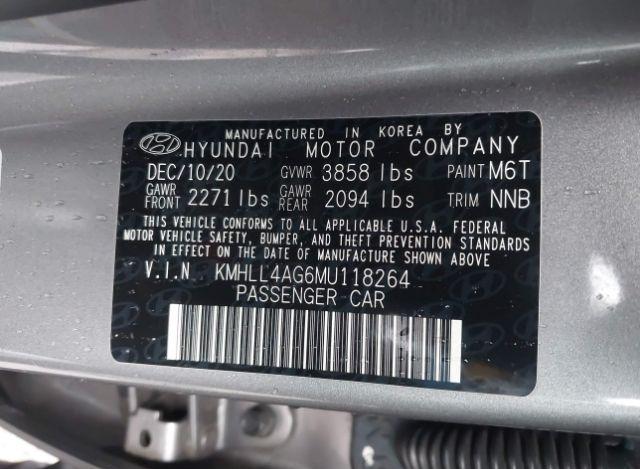 MANUFACTURED IN KOREA BY
HYUNDAI MOTOR COMPANY
DEC/10/20 GVWR 3858 lbs PAINT M6T
GAWR FRONT 2271 lbs GAWR REAR 2094 lbs TRIM NNB
THIS VEHICLE CONFORMS TO ALL APPLICABLE U.S.A. FEDERAL
MOTOR VEHICLE SAFETY, BUMPER, AND THEFT PREVENTION STANDARDS
IN EFFECT ON THE DATE OF MANUFACTURE SHOWN ABOVE
V.I.N. KMHLL4AG6MU118264
PASSENGER CAR